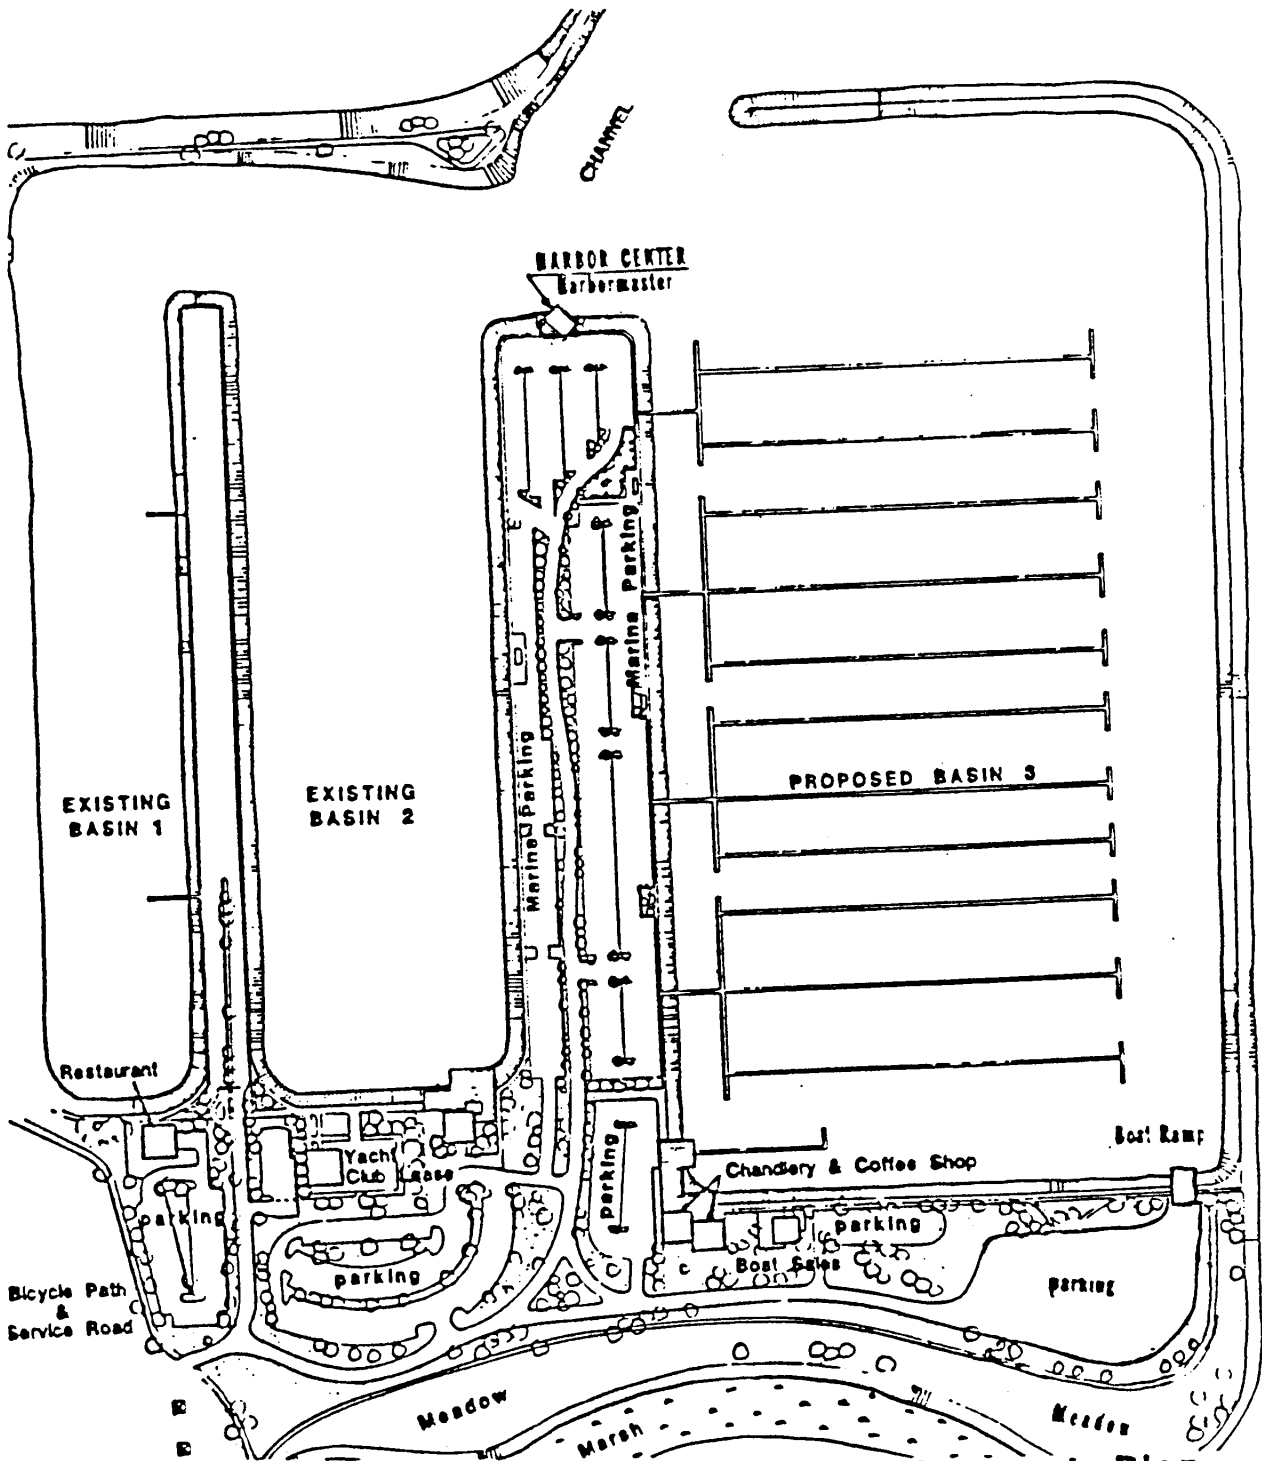 CHANNEL
HARBOR CENTER
Harbormaster
Marine Parking
Marine Parking
EXISTING
BASIN 1
EXISTING
BASIN 2
PROPOSED BASIN 3
Restaurant
Yacht
Club
Lease
parking
parking
parking
Boat Ramp
Chandlery & Coffee Shop
parking
Boat Sales
parking
Bicycle Path
&
Service Road
Meadow
Marsh
Meadow